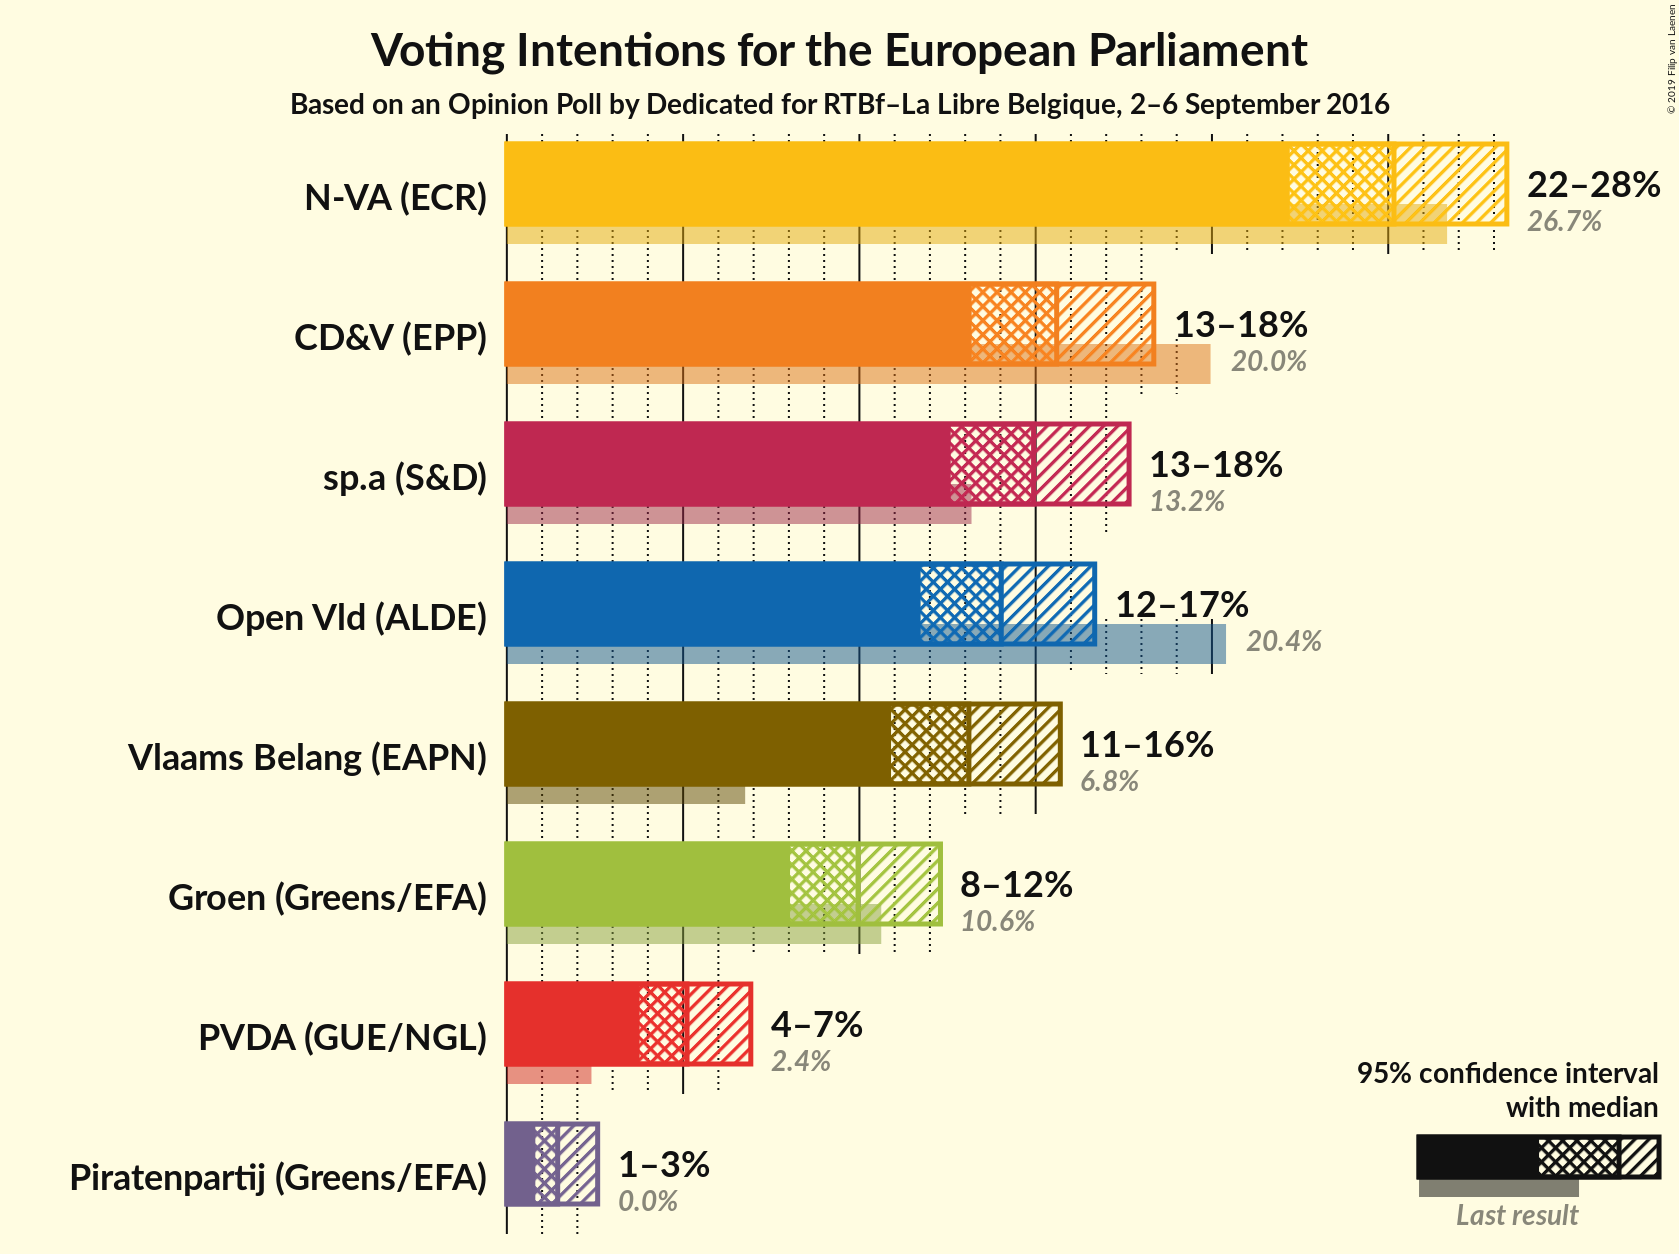 Voting Intentions for the European Parliament
Based on an Opinion Poll by Dedicated for RTBf–La Libre Belgique, 2–6 September 2016
© 2019 Filip van Laenen
N-VA (ECR)
22–28%
26.7%
CD&V (EPP)
13–18%
20.0%
sp.a (S&D)
13–18%
13.2%
Open Vld (ALDE)
12–17%
20.4%
Vlaams Belang (EAPN)
11–16%
6.8%
Groen (Greens/EFA)
8–12%
10.6%
PVDA (GUE/NGL)
4–7%
2.4%
Piratenpartij (Greens/EFA)
1–3%
0.0%
95% confidence interval
with median
Last result